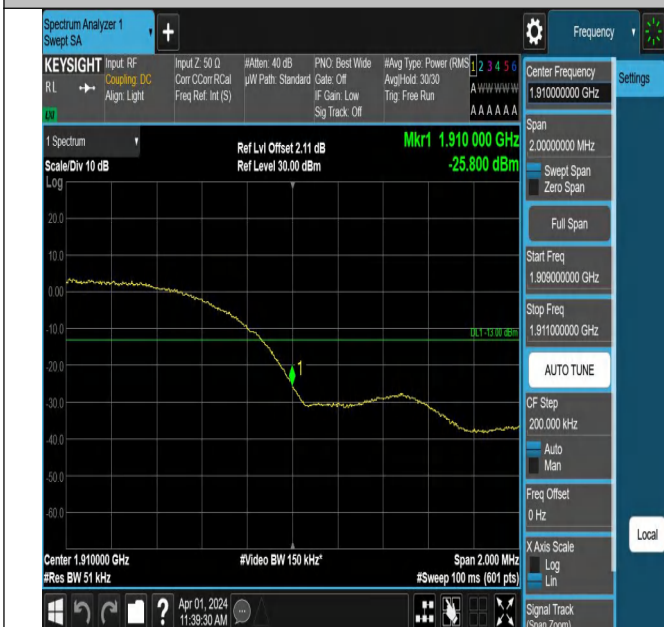 Spectrum Analyzer 1
Swept SA
Frequency
KEYSIGHT
RL
LXI
Input: RF
Coupling: DC
Align: Light
Input Z: 50 Ω
Corr CCorr RCal
Freq Ref: Int (S)
#Atten: 40 dB
µW Path: Standard
PNO: Best Wide
Gate: Off
IF Gain: Low
Sig Track: Off
#Avg Type: Power (RMS
Avg|Hold: 30/30
Trig: Free Run
1 2 3 4 5 6
A W W W W W
A A A A A A
1 Spectrum
Scale/Div 10 dB
Log
Ref Lvl Offset 2.11 dB
Ref Level 30.00 dBm
Mkr1 1.910 000 GHz
-25.800 dBm
20.0
10.0
0.00
-10.0
-20.0
-30.0
-40.0
-50.0
-60.0
DL1 -13.00 dBm
1
Center 1.910000 GHz
#Res BW 51 kHz
#Video BW 150 kHz*
Span 2.000 MHz
#Sweep 100 ms (601 pts)
Apr 01, 2024
11:39:30 AM
?
Center Frequency
1.910000000 GHz
Settings
Span
2.00000000 MHz
Swept Span
Zero Span
Full Span
Start Freq
1.909000000 GHz
Stop Freq
1.911000000 GHz
AUTO TUNE
CF Step
200.000 kHz
Auto
Man
Freq Offset
0 Hz
X Axis Scale
Log
Lin
Local
Signal Track
(Span Zoom)